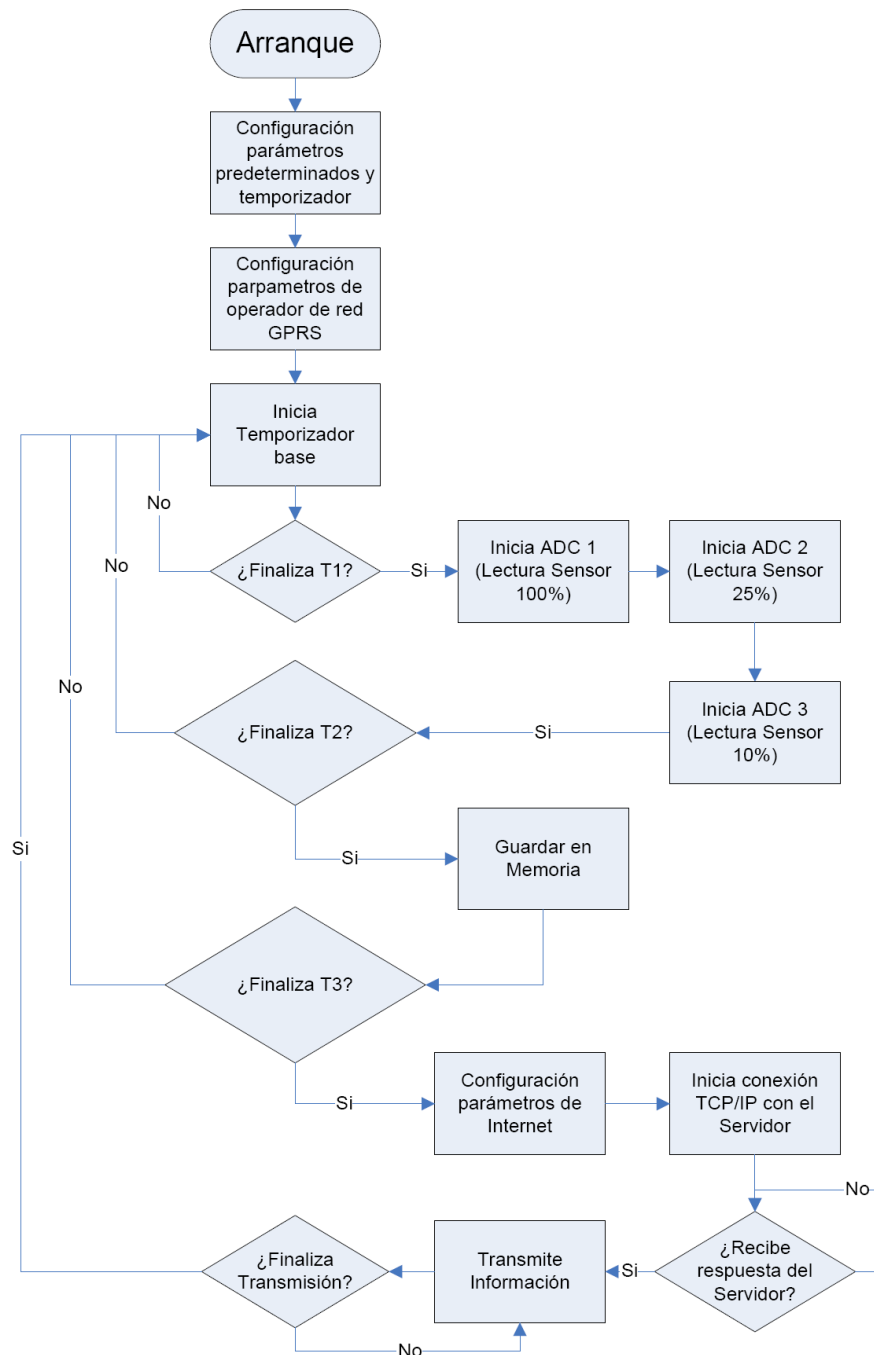 Arranque
Configuración
parámetros
predeterminados y
temporizador
Configuración
parpametros de
operador de red
GPRS
Inicia
Temporizador
base
No
¿Finaliza T1?
Si
Inicia ADC 1
(Lectura Sensor
100%)
Inicia ADC 2
(Lectura Sensor
25%)
No
No
¿Finaliza T2?
Si
Inicia ADC 3
(Lectura Sensor
10%)
Si
Si
Guardar en
Memoria
¿Finaliza T3?
Si
Configuración
parámetros de
Internet
Inicia conexión
TCP/IP con el
Servidor
No
¿Finaliza
Transmisión?
Transmite
Información
Si
¿Recibe
respuesta del
Servidor?
No